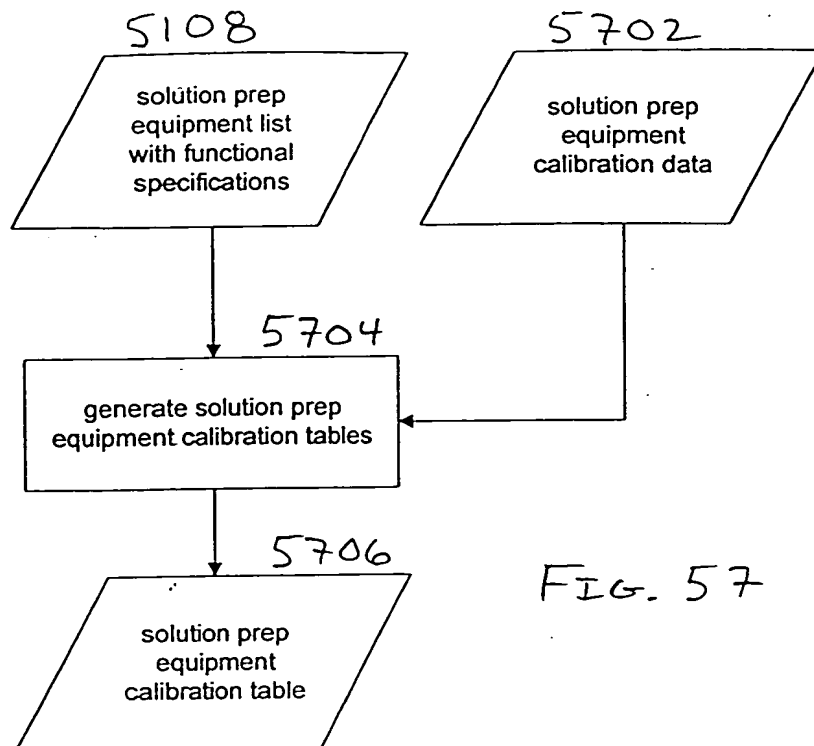 5108
solution prep
equipment list
with functional
specifications
5702
solution prep
equipment
calibration data
5704
generate solution prep
equipment calibration tables
5706
solution prep
equipment
calibration table
FIG. 57